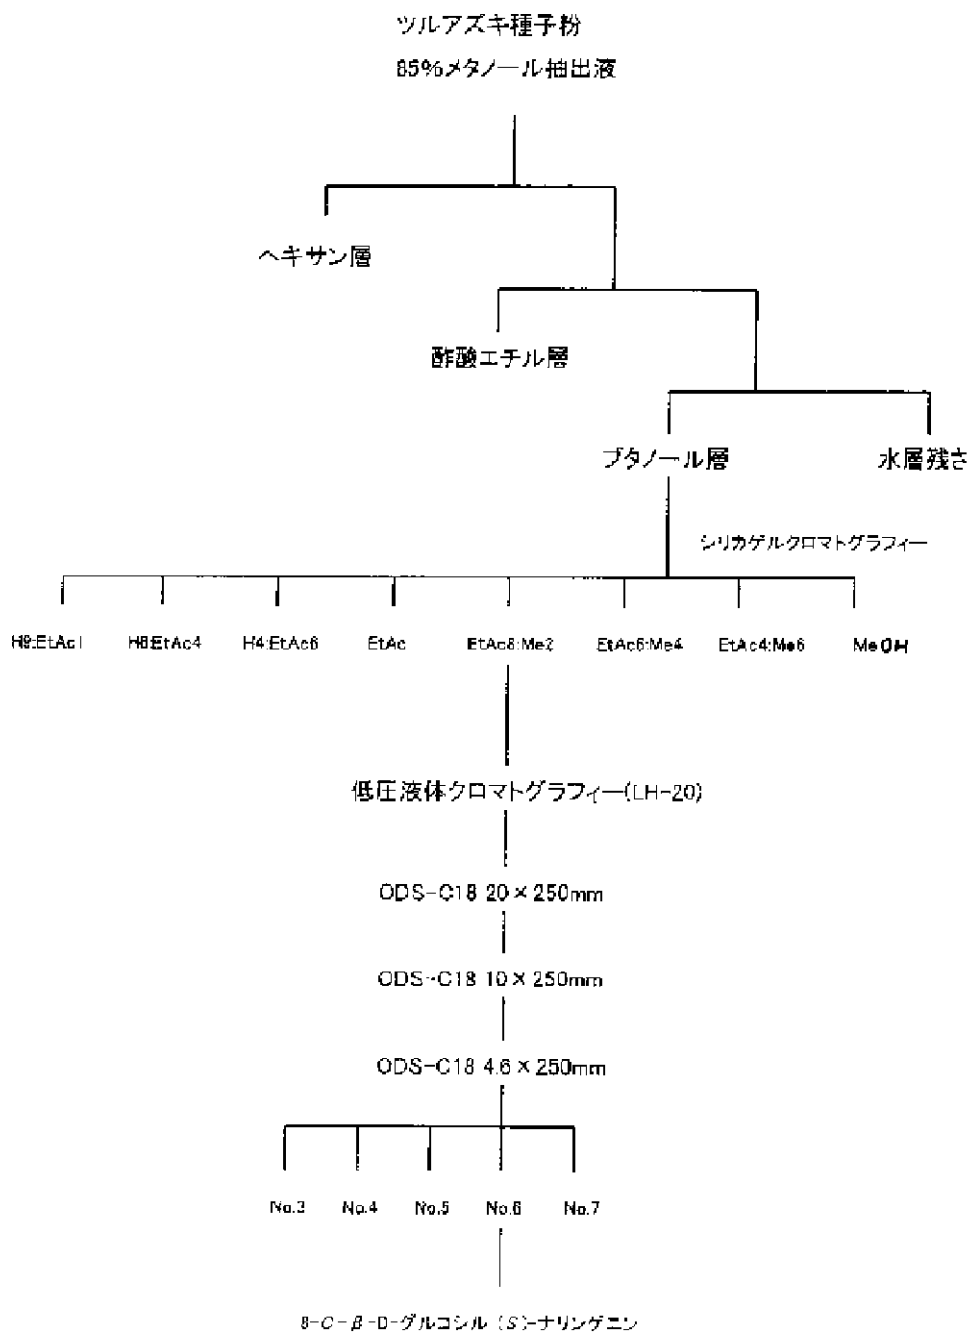 ツルアズキ種子粉
85%メタノール抽出液
ヘキサン層
酢酸エチル層
ブタノール層
水層残さ
シリカゲルクロマトグラフィー
H9:EtAc1
H6:EtAc4
H4:EtAc6
EtAc
EtAc8:Me2
EtAc6:Me4
EtAc4:Me6
MeOH
低圧液体クロマトグラフィー(LH-20)
ODS-C18 20×250mm
ODS-C18 10×250mm
ODS-C18 4.6×250mm
No.3
No.4
No.5
No.6
No.7
8-C-β-D-グルコシル (S)-ナリンゲニン